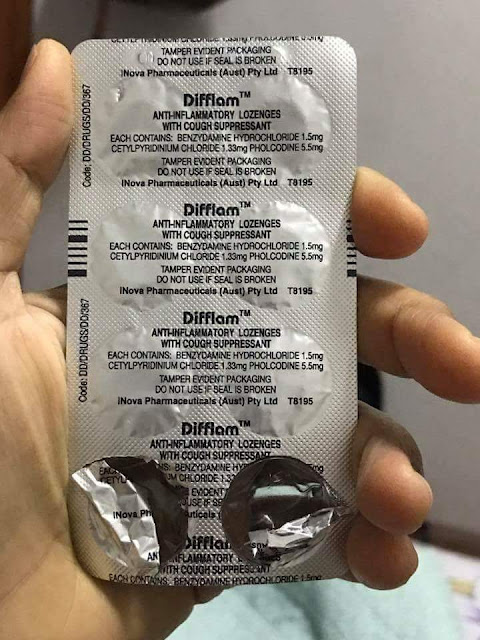 CETYLPYRIDINIUM CHLORIDE 1.33mg PHOLCODINE 5.5mg
TAMPER EVIDENT PACKAGING
DO NOT USE IF SEAL IS BROKEN
iNova Pharmaceuticals (Aust) Pty Ltd T8195
Code: DD/DRUGS/DD/367
Difflam™
ANTI-INFLAMMATORY LOZENGES
WITH COUGH SUPPRESSANT
EACH CONTAINS: BENZYDAMINE HYDROCHLORIDE 1.5mg
CETYLPYRIDINIUM CHLORIDE 1.33mg PHOLCODINE 5.5mg
TAMPER EVIDENT PACKAGING
DO NOT USE IF SEAL IS BROKEN
iNova Pharmaceuticals (Aust) Pty Ltd T8195
Difflam™
ANTI-INFLAMMATORY LOZENGES
WITH COUGH SUPPRESSANT
EACH CONTAINS: BENZYDAMINE HYDROCHLORIDE 1.5mg
CETYLPYRIDINIUM CHLORIDE 1.33mg PHOLCODINE 5.5mg
TAMPER EVIDENT PACKAGING
DO NOT USE IF SEAL IS BROKEN
iNova Pharmaceuticals (Aust) Pty Ltd T8195
Code: DD/DRUGS/DD/367
Difflam™
ANTI-INFLAMMATORY LOZENGES
WITH COUGH SUPPRESSANT
EACH CONTAINS: BENZYDAMINE HYDROCHLORIDE 1.5mg
CETYLPYRIDINIUM CHLORIDE 1.33mg PHOLCODINE 5.5mg
TAMPER EVIDENT PACKAGING
DO NOT USE IF SEAL IS BROKEN
iNova Pharmaceuticals (Aust) Pty Ltd T8195
Difflam™
ANTI-INFLAMMATORY LOZENGES
WITH COUGH
BENZYDAMINE
CHLORIDE
iNova
Difflam
WITH COUGH
EACH CONTAINS: BENZYDAMINE HYDROCHLORIDE 1.5mg